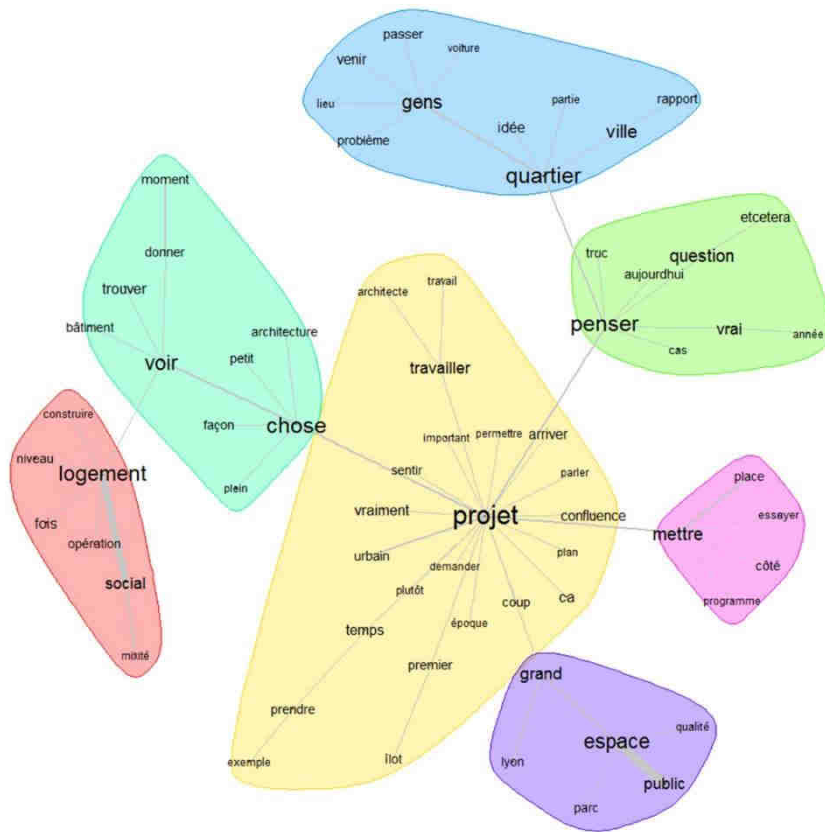 passer
voiture
venir
gens
lieu
partie
rapport
idée
ville
problème
quartier
moment
donner
trouver
bâtiment
architecture
petit
voir
façon
chose
plein
etcetera
truc
question
aujourd'hui
penser
vrai
année
cas
construire
niveau
logement
fois
opération
social
mixité
architecte
travail
travailler
important
permettre
arriver
sentir
parler
vraiment
projet
confluence
urbain
plan
demander
plutôt
coup
ca
temps
époque
premier
prendre
exemple
îlot
place
essayer
mettre
côté
programme
grand
qualité
espace
lyon
public
parc